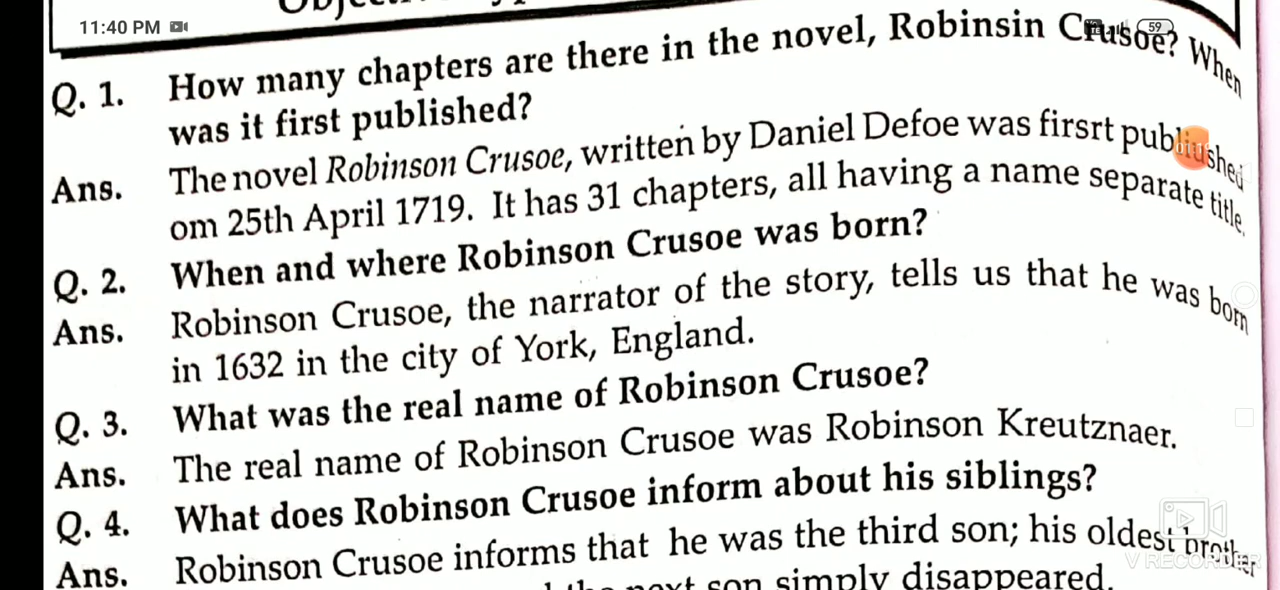 11:40 PM
59
Q. 1. How many chapters are there in the novel, Robinsin Crusoe? When
was it first published?
Ans. The novel Robinson Crusoe, written by Daniel Defoe was firsrt publiushed
om 25th April 1719. It has 31 chapters, all having a name separate title.
Q. 2. When and where Robinson Crusoe was born?
Ans. Robinson Crusoe, the narrator of the story, tells us that he was born
in 1632 in the city of York, England.
Q. 3. What was the real name of Robinson Crusoe?
Ans. The real name of Robinson Crusoe was Robinson Kreutznaer.
Q. 4. What does Robinson Crusoe inform about his siblings?
Ans. Robinson Crusoe informs that he was the third son; his oldest brother
the next son simply disappeared.
V RECORDER